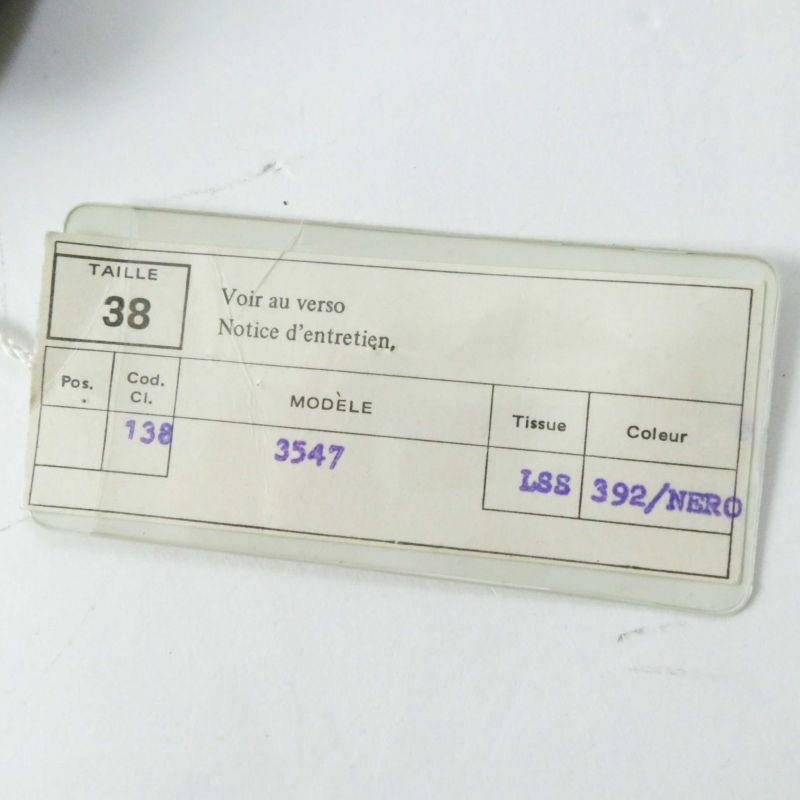 TAILLE
38
Voir au verso
Notice d'entretien.
Pos.
Cod.
Cl.
MODÈLE
Tissue
Coleur
138
3547
LSS
392/NERO